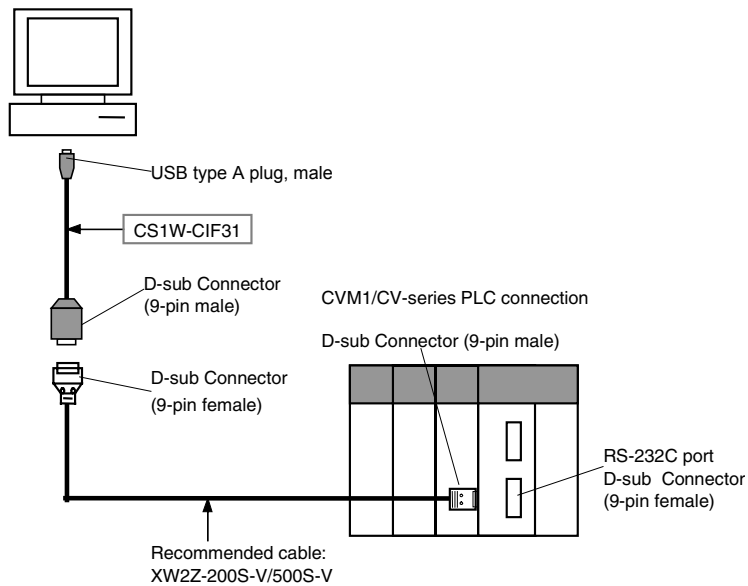 USB type A plug, male
CS1W-CIF31
D-sub Connector
(9-pin male)
CVM1/CV-series PLC connection
D-sub Connector (9-pin male)
D-sub Connector
(9-pin female)
RS-232C port
D-sub Connector
(9-pin female)
Recommended cable:
XW2Z-200S-V/500S-V